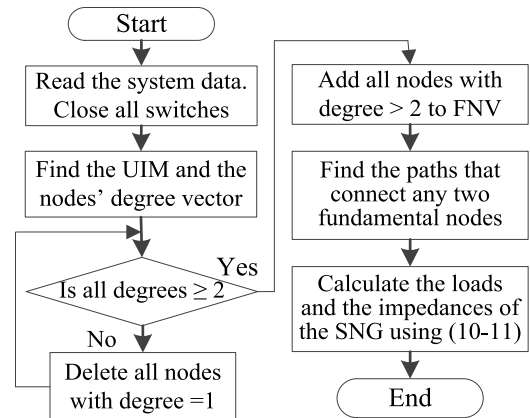 Start
Read the system data.
Close all switches
Find the UIM and the
nodes' degree vector
Is all degrees ≥ 2
Yes
No
Delete all nodes
with degree =1
Add all nodes with
degree > 2 to FNV
Find the paths that
connect any two
fundamental nodes
Calculate the loads
and the impedances of
the SNG using (10-11)
End